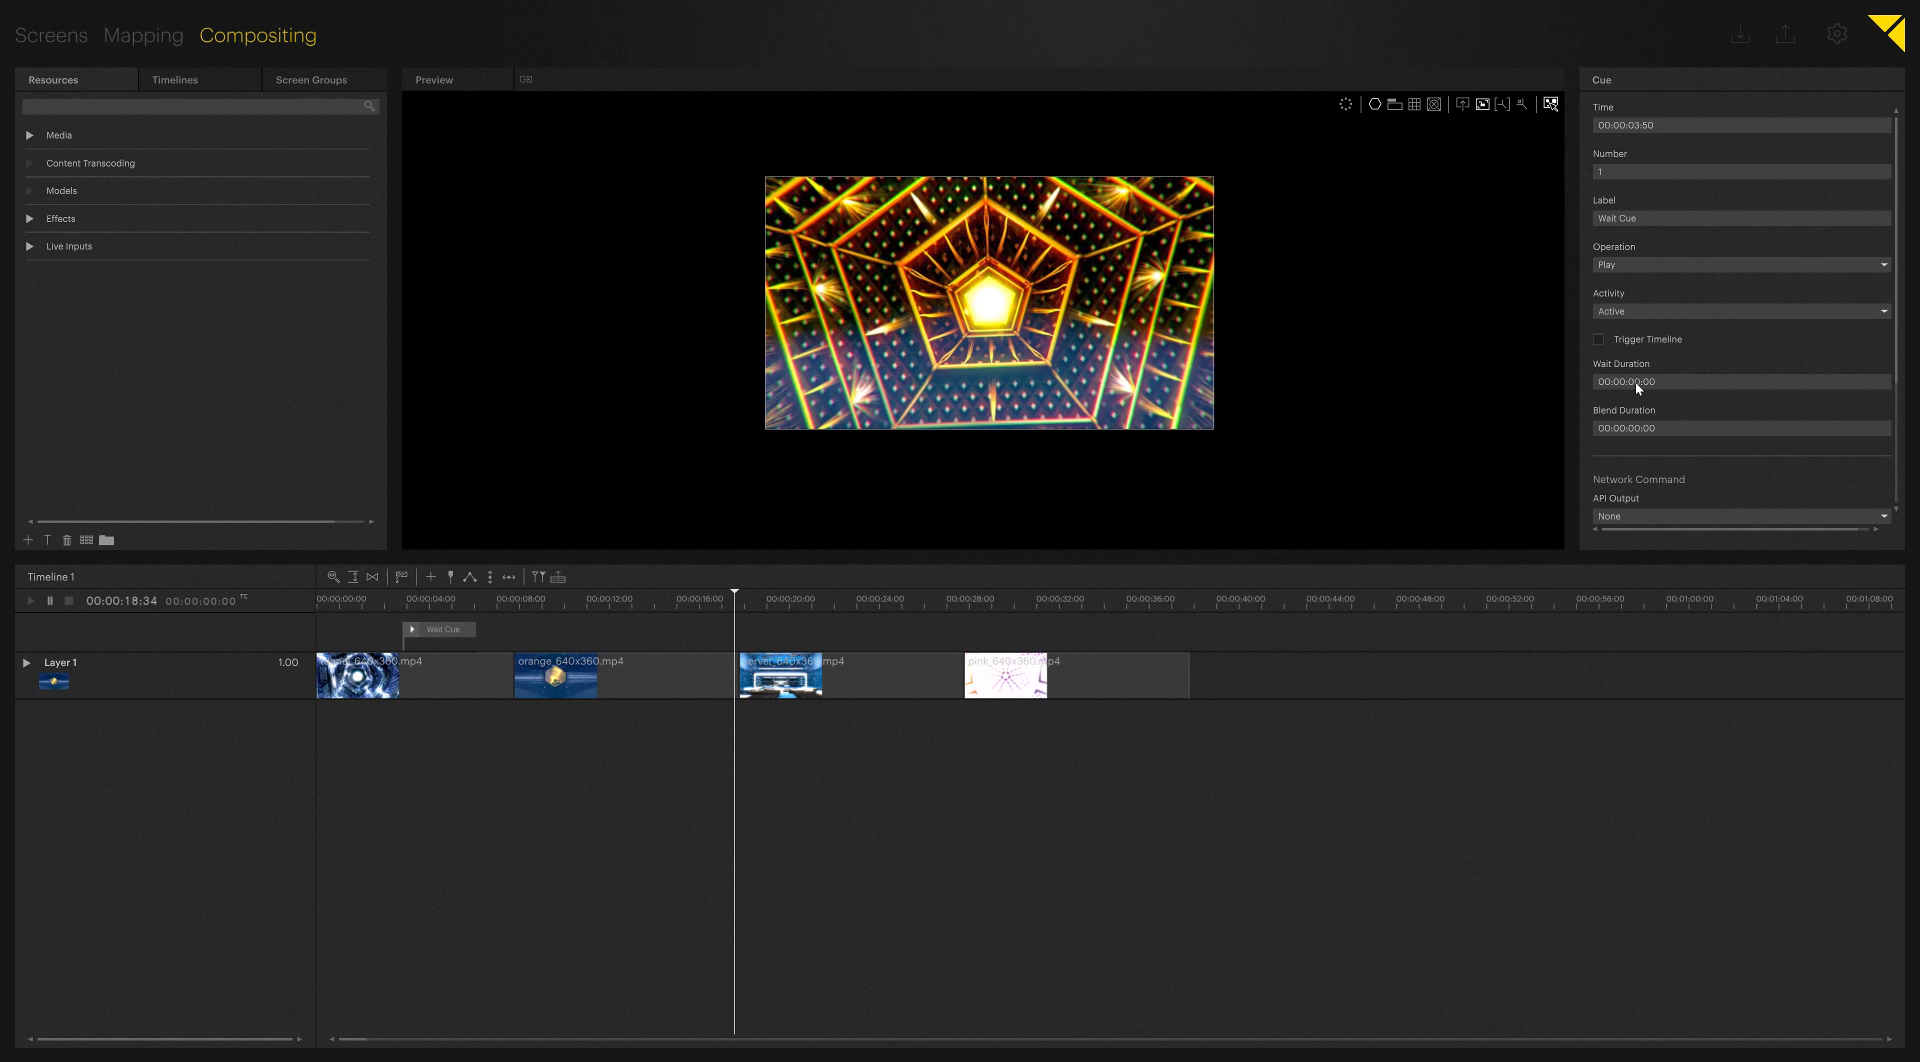 Screens Mapping Compositing
Resources Timelines Screen Groups
Media
Content Transcoding
Models
Effects
Live Inputs
Preview
Cue
Time
00:00:03:50
Number
1
Label
Wait Cue
Operation
Play
Activity
Active
Trigger Timeline
Wait Duration
00:00:00:00
Blend Duration
00:00:00:00
Network Command
API Output
None
Timeline 1
00:00:18:34 00:00:00:00 TE
00:00:00:00 00:00:04:00 00:00:08:00 00:00:12:00 00:00:16:00 00:00:20:00 00:00:24:00 00:00:28:00 00:00:32:00 00:00:36:00 00:00:40:00 00:00:44:00 00:00:48:00 00:00:52:00 00:00:56:00 00:01:00:00 00:01:04:00 00:01:08:00
Wait Cue
Layer 1 1.00
orange_640x360.mp4 pink_640x360.mp4